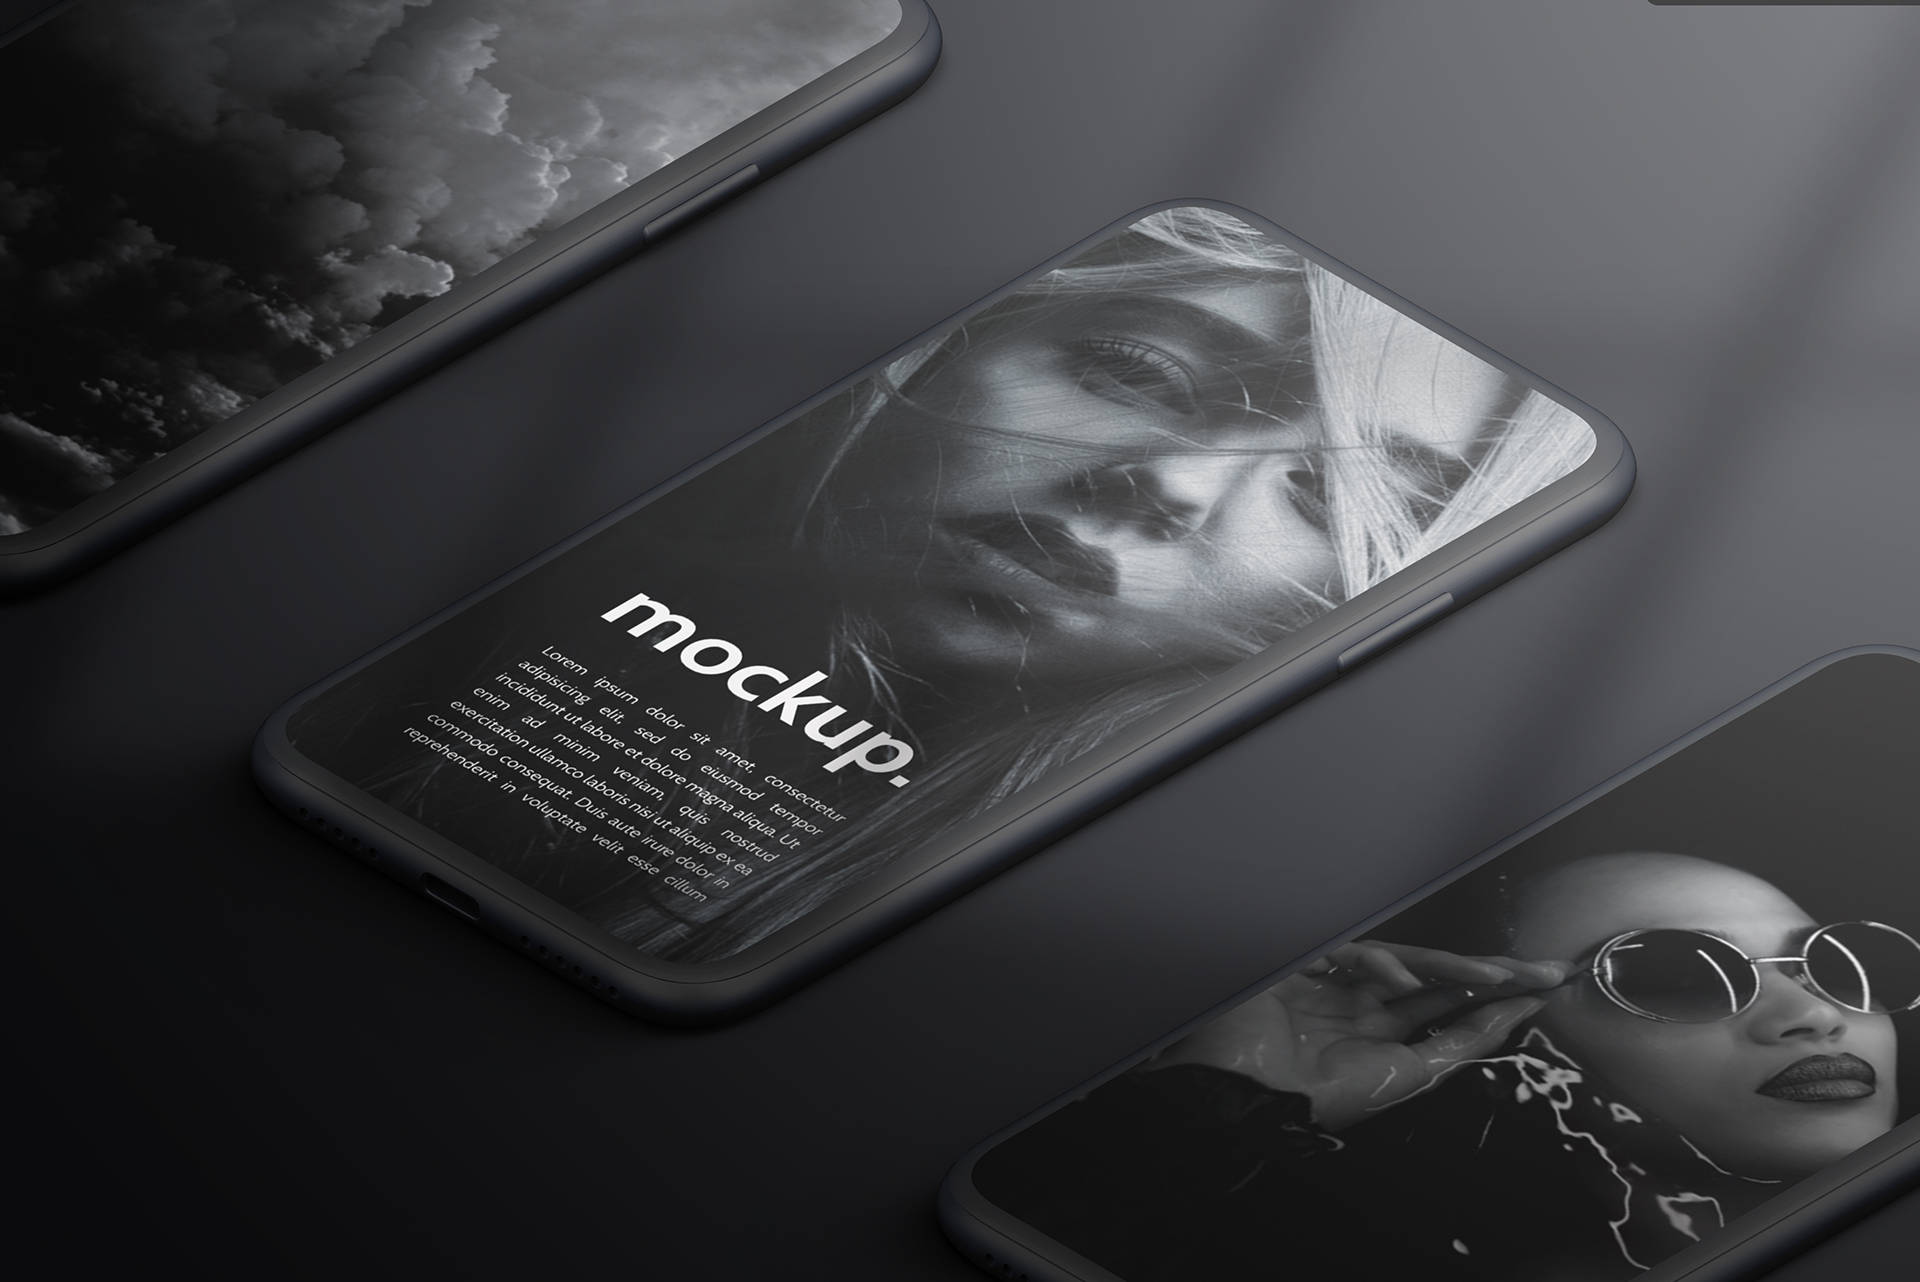 mockup.
Lorem ipsum dolor sit amet, consectetur
adipisicing elit, sed do eiusmod tempor
incididunt ut labore et dolore magna aliqua. Ut
enim ad minim veniam, quis nostrud
exercitation ullamco laboris nisi ut aliquip ex ea
commodo consequat. Duis aute irure dolor in
reprehenderit in voluptate velit esse cillum